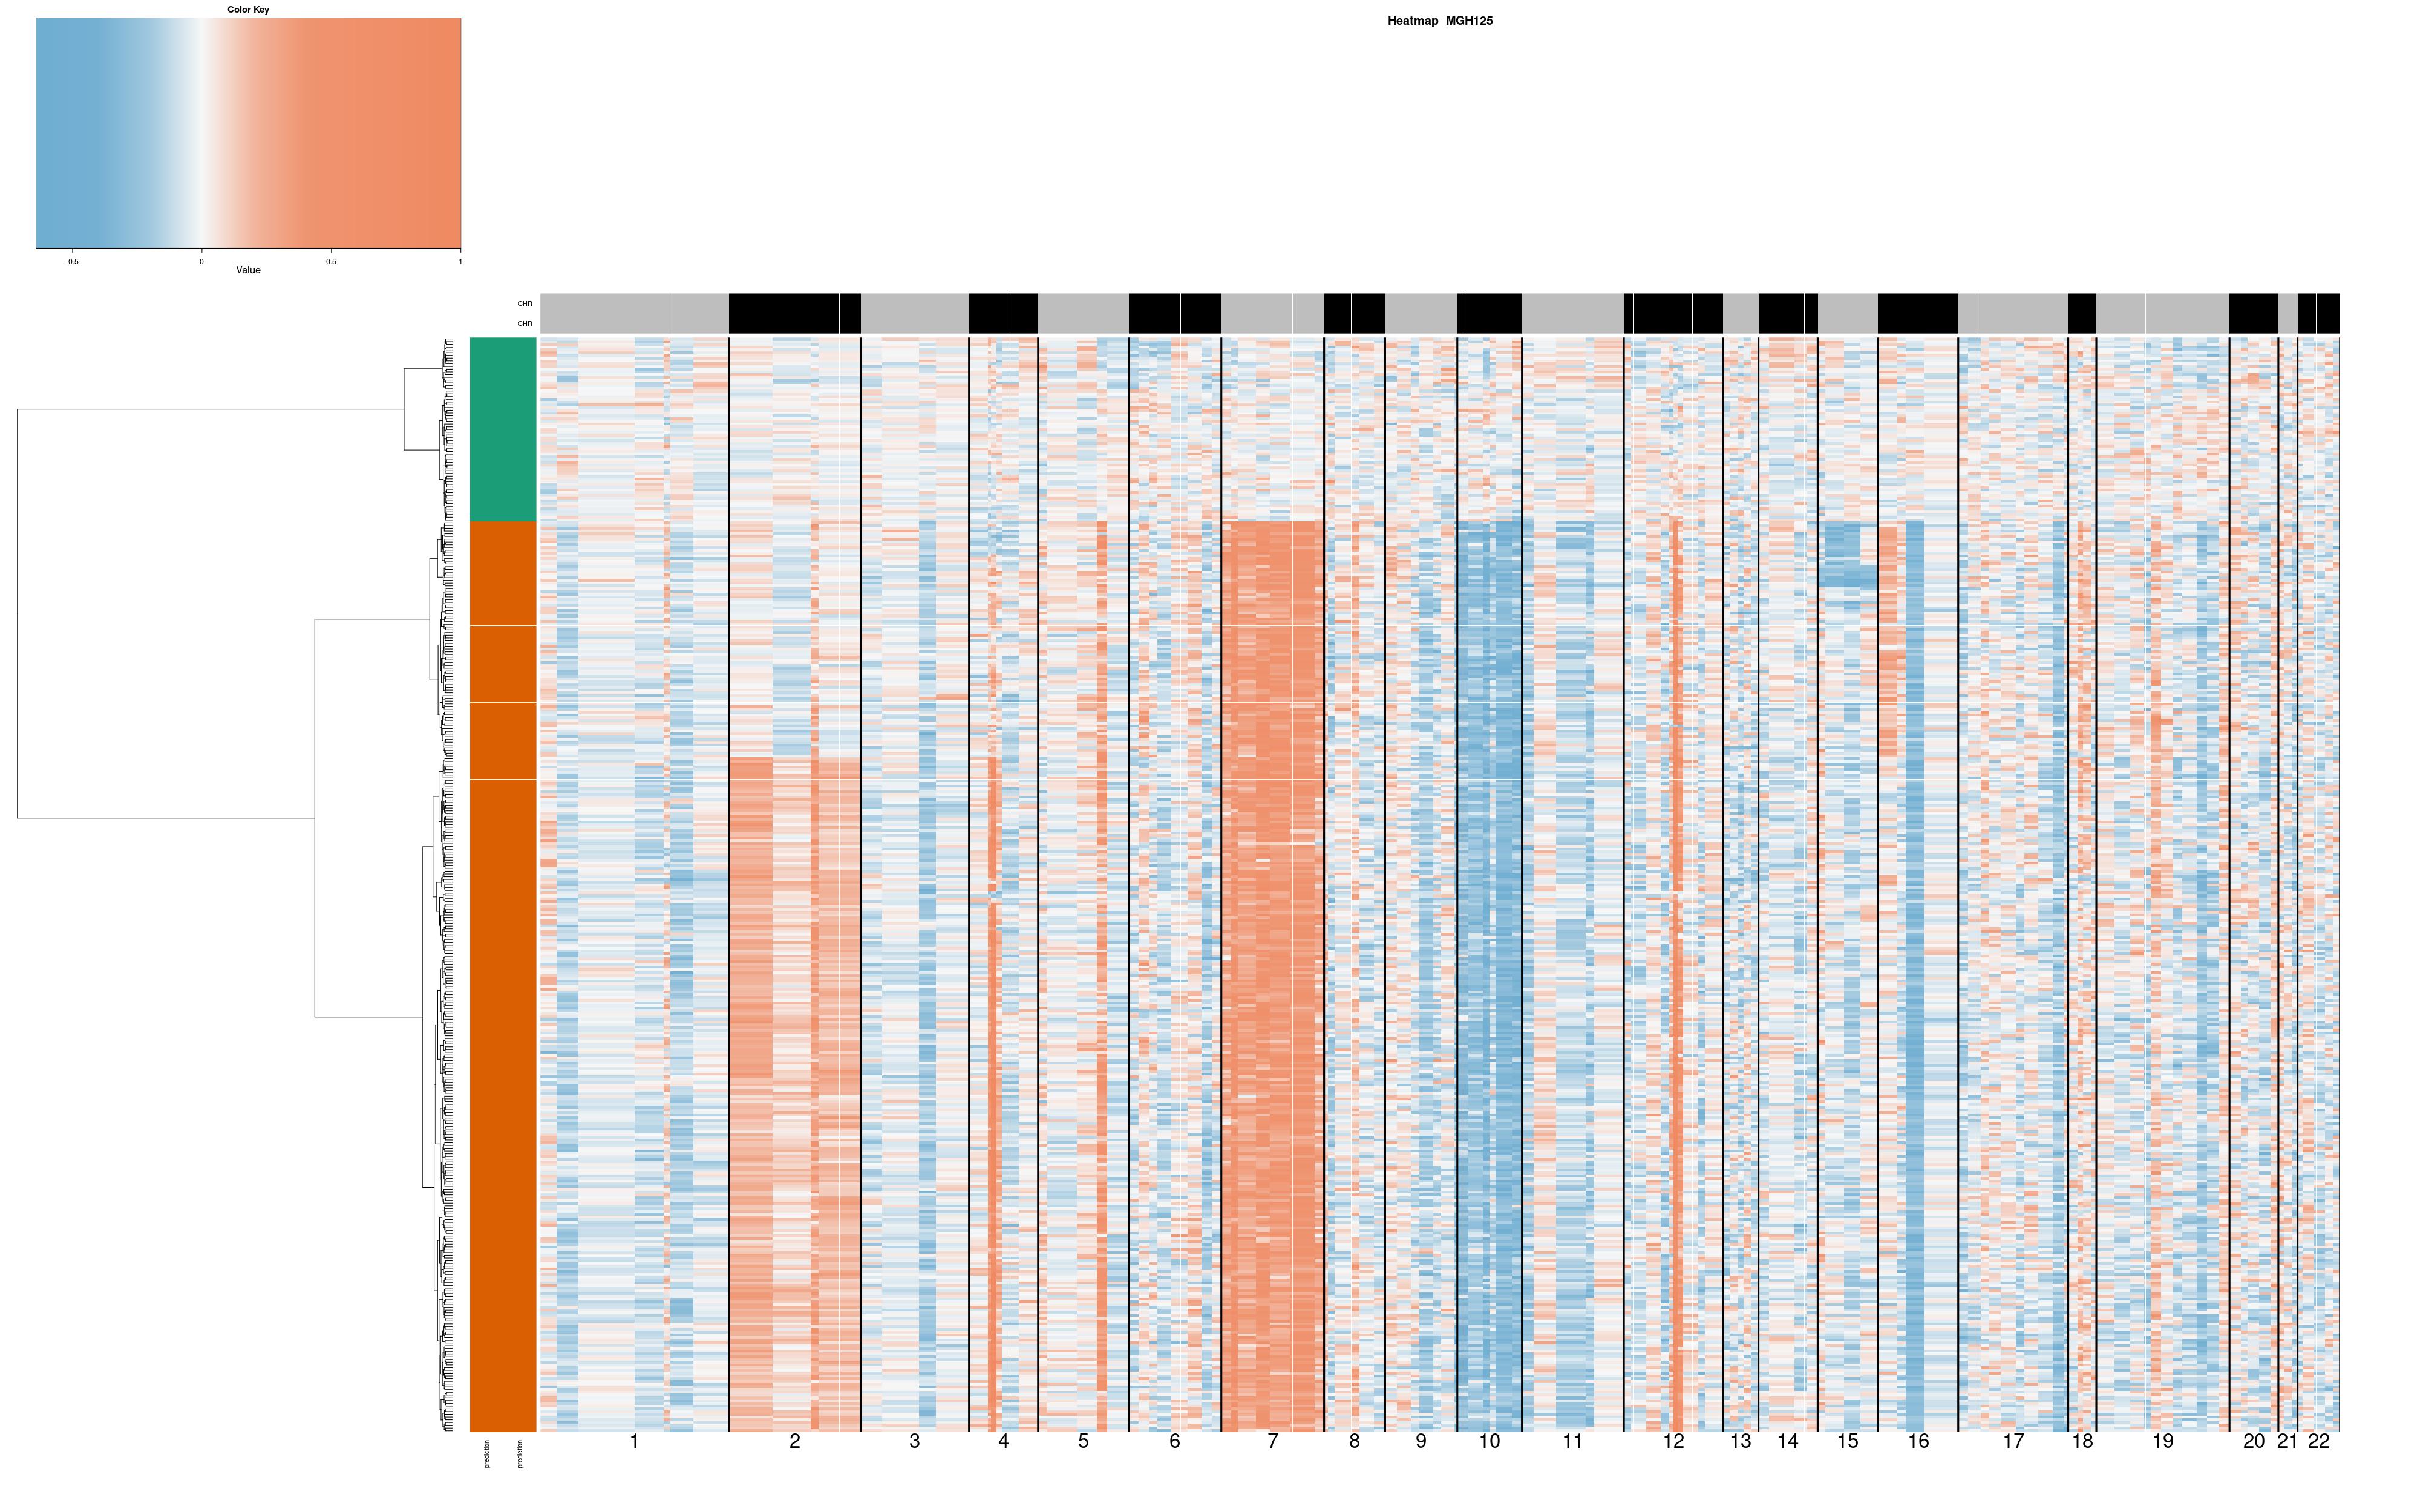 Color Key
Heatmap MGH125
-0.5 0 0.5 1
Value
CHR
CHR
1 2 3 4 5 6 7 8 9 10 11 12 13 14 15 16 17 18 19 20 21 22
prediction
prediction